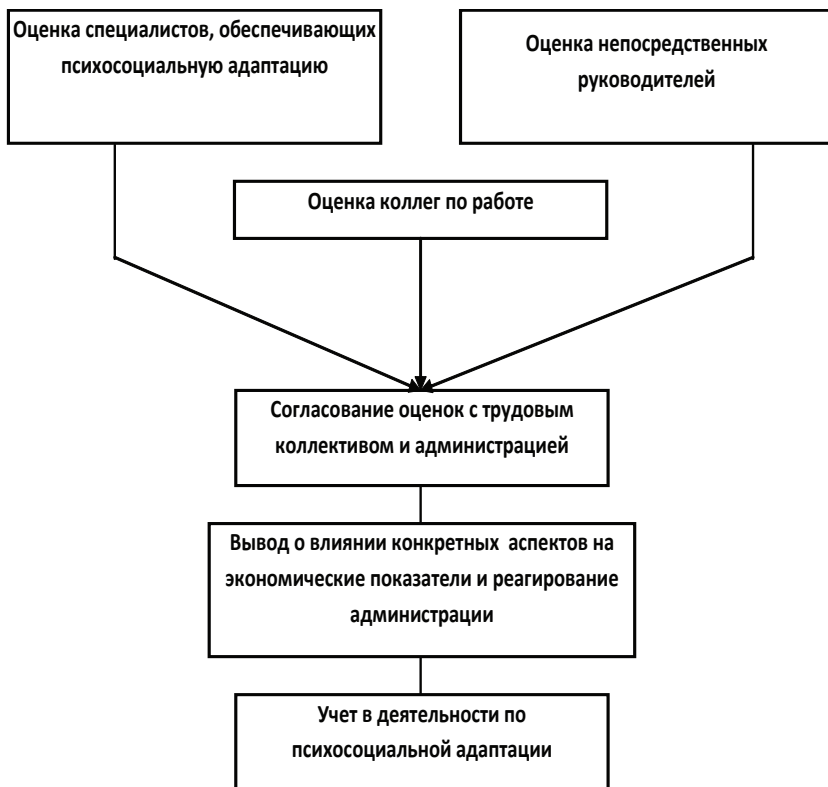 Оценка специалистов, обеспечивающих
психосоциальную адаптацию
Оценка непосредственных
руководителей
Оценка коллег по работе
Согласование оценок с трудовым
коллективом и администрацией
Вывод о влиянии конкретных аспектов на
экономические показатели и реагирование
администрации
Учет в деятельности по
психосоциальной адаптации